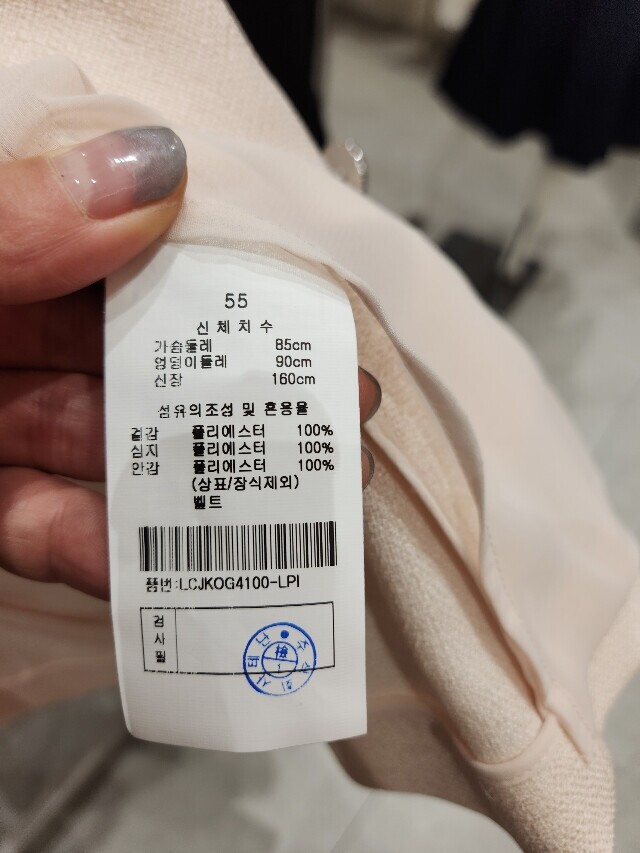 55
신체치수
가슴둘레 85cm
엉덩이둘레 90cm
신장 160cm
섬유의조성 및 혼용율
겉감 폴리에스터 100%
심지 폴리에스터 100%
안감 폴리에스터 100%
(상표/장식제외)
벨트
품번:LCJKOG4100-LPI
검사필
檢